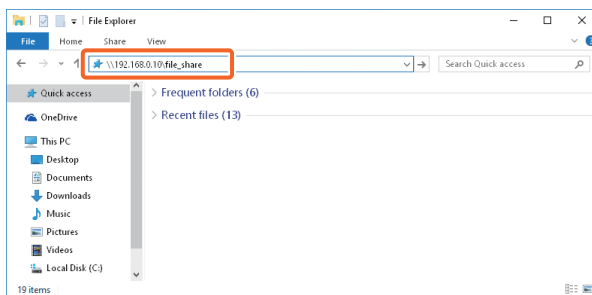 File Explorer
File Home Share View
\\192.168.0.10\file_share
Search Quick access
Quick access
Frequent folders (6)
Recent files (13)
OneDrive
This PC
Desktop
Documents
Downloads
Music
Pictures
Videos
Local Disk (C:)
19 items